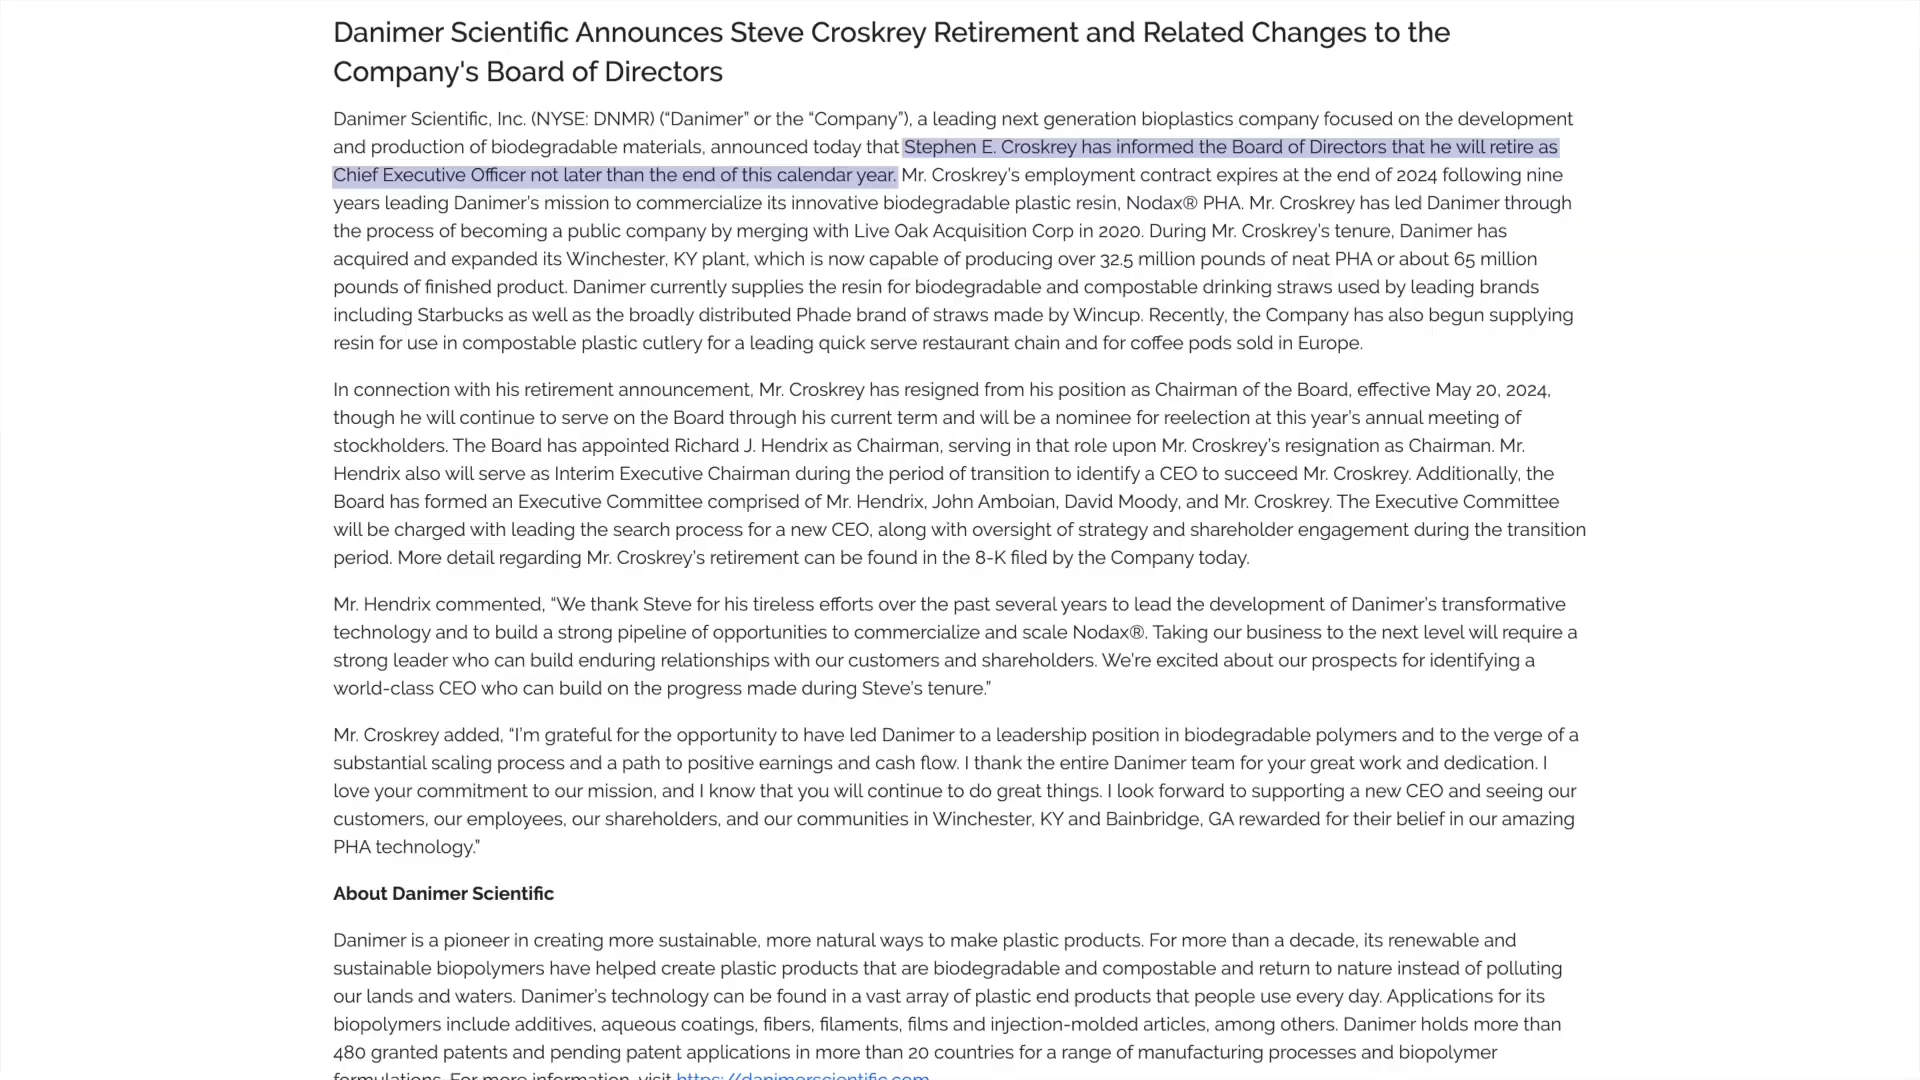 Danimer Scientific Announces Steve Croskrey Retirement and Related Changes to the
Company's Board of Directors
Danimer Scientific, Inc. (NYSE: DNMR) (“Danimer” or the “Company”), a leading next generation bioplastics company focused on the development
and production of biodegradable materials, announced today that Stephen E. Croskrey has informed the Board of Directors that he will retire as
Chief Executive Officer not later than the end of this calendar year. Mr. Croskrey’s employment contract expires at the end of 2024 following nine
years leading Danimer’s mission to commercialize its innovative biodegradable plastic resin, Nodax® PHA. Mr. Croskrey has led Danimer through
the process of becoming a public company by merging with Live Oak Acquisition Corp in 2020. During Mr. Croskrey’s tenure, Danimer has
acquired and expanded its Winchester, KY plant, which is now capable of producing over 32.5 million pounds of neat PHA or about 65 million
pounds of finished product. Danimer currently supplies the resin for biodegradable and compostable drinking straws used by leading brands
including Starbucks as well as the broadly distributed Phade brand of straws made by Wincup. Recently, the Company has also begun supplying
resin for use in compostable plastic cutlery for a leading quick serve restaurant chain and for coffee pods sold in Europe.
In connection with his retirement announcement, Mr. Croskrey has resigned from his position as Chairman of the Board, effective May 20, 2024,
though he will continue to serve on the Board through his current term and will be a nominee for reelection at this year’s annual meeting of
stockholders. The Board has appointed Richard J. Hendrix as Chairman, serving in that role upon Mr. Croskrey’s resignation as Chairman. Mr.
Hendrix also will serve as Interim Executive Chairman during the period of transition to identify a CEO to succeed Mr. Croskrey. Additionally, the
Board has formed an Executive Committee comprised of Mr. Hendrix, John Amboian, David Moody, and Mr. Croskrey. The Executive Committee
will be charged with leading the search process for a new CEO, along with oversight of strategy and shareholder engagement during the transition
period. More detail regarding Mr. Croskrey’s retirement can be found in the 8-K filed by the Company today.
Mr. Hendrix commented, “We thank Steve for his tireless efforts over the past several years to lead the development of Danimer’s transformative
technology and to build a strong pipeline of opportunities to commercialize and scale Nodax®. Taking our business to the next level will require a
strong leader who can build enduring relationships with our customers and shareholders. We’re excited about our prospects for identifying a
world-class CEO who can build on the progress made during Steve’s tenure.”
Mr. Croskrey added, “I’m grateful for the opportunity to have led Danimer to a leadership position in biodegradable polymers and to the verge of a
substantial scaling process and a path to positive earnings and cash flow. I thank the entire Danimer team for your great work and dedication. I
love your commitment to our mission, and I know that you will continue to do great things. I look forward to supporting a new CEO and seeing our
customers, our employees, our shareholders, and our communities in Winchester, KY and Bainbridge, GA rewarded for their belief in our amazing
PHA technology.”
About Danimer Scientific
Danimer is a pioneer in creating more sustainable, more natural ways to make plastic products. For more than a decade, its renewable and
sustainable biopolymers have helped create plastic products that are biodegradable and compostable and return to nature instead of polluting
our lands and waters. Danimer’s technology can be found in a vast array of plastic end products that people use every day. Applications for its
biopolymers include additives, aqueous coatings, fibers, filaments, films and injection-molded articles, among others. Danimer holds more than
480 granted patents and pending patent applications in more than 20 countries for a range of manufacturing processes and biopolymer
formulations. For more information, visit https://danimerscientific.com